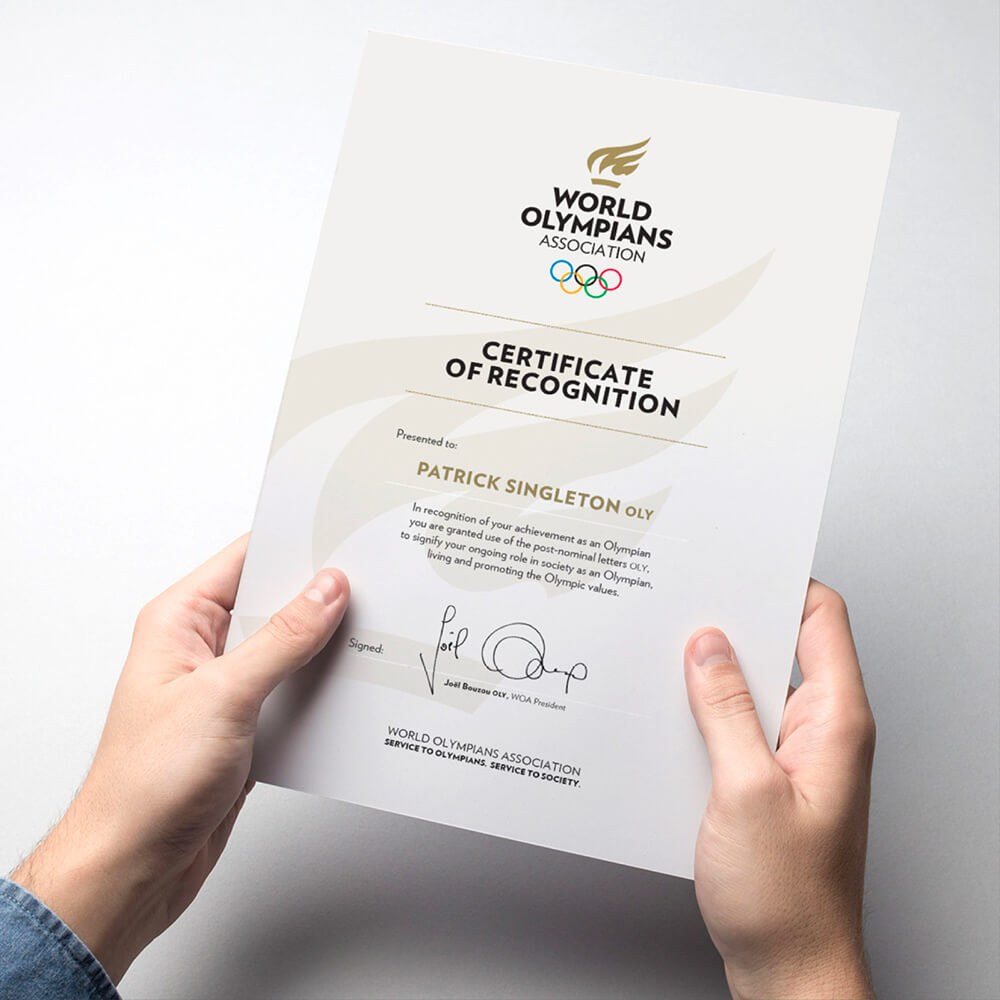 WORLD
OLYMPIANS
ASSOCIATION
CERTIFICATE
OF RECOGNITION
Presented to:
PATRICK SINGLETON OLY
In recognition of your achievement as an Olympian
you are granted use of the post-nominal letters OLY,
to signify your ongoing role in society as an Olympian,
living and promoting the Olympic values.
Signed:
Joël Bouzou OLY, WOA President
WORLD OLYMPIANS ASSOCIATION
SERVICE TO OLYMPIANS. SERVICE TO SOCIETY.